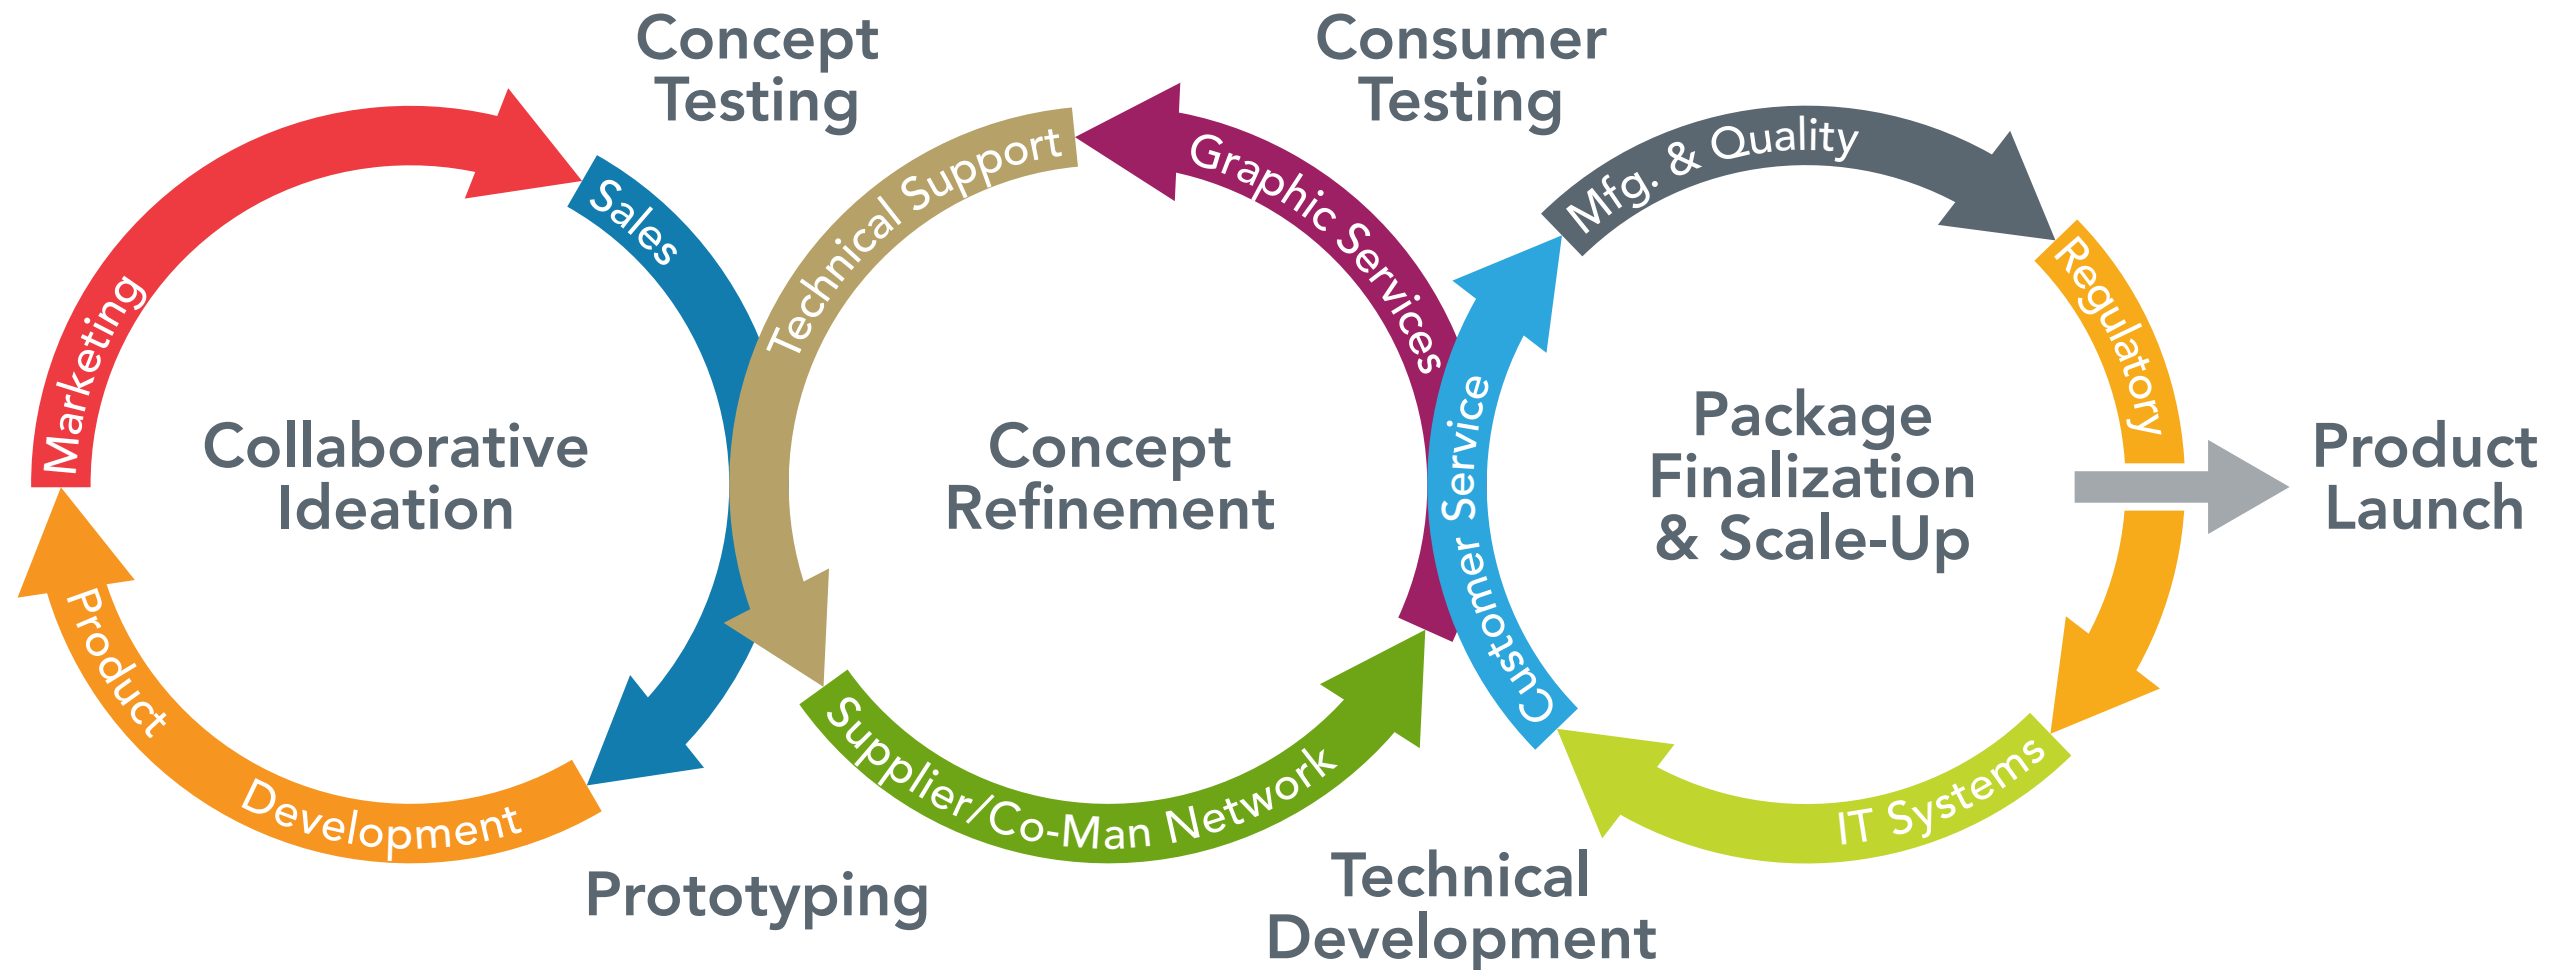 Concept
Testing
Consumer
Testing
Marketing
Sales
Product
Development
Collaborative
Ideation
Technical Support
Graphic Services
Supplier/Co-Man Network
Concept
Refinement
Mfg. & Quality
Regulatory
IT Systems
Customer Service
Package
Finalization
& Scale-Up
Product
Launch
Prototyping
Technical
Development